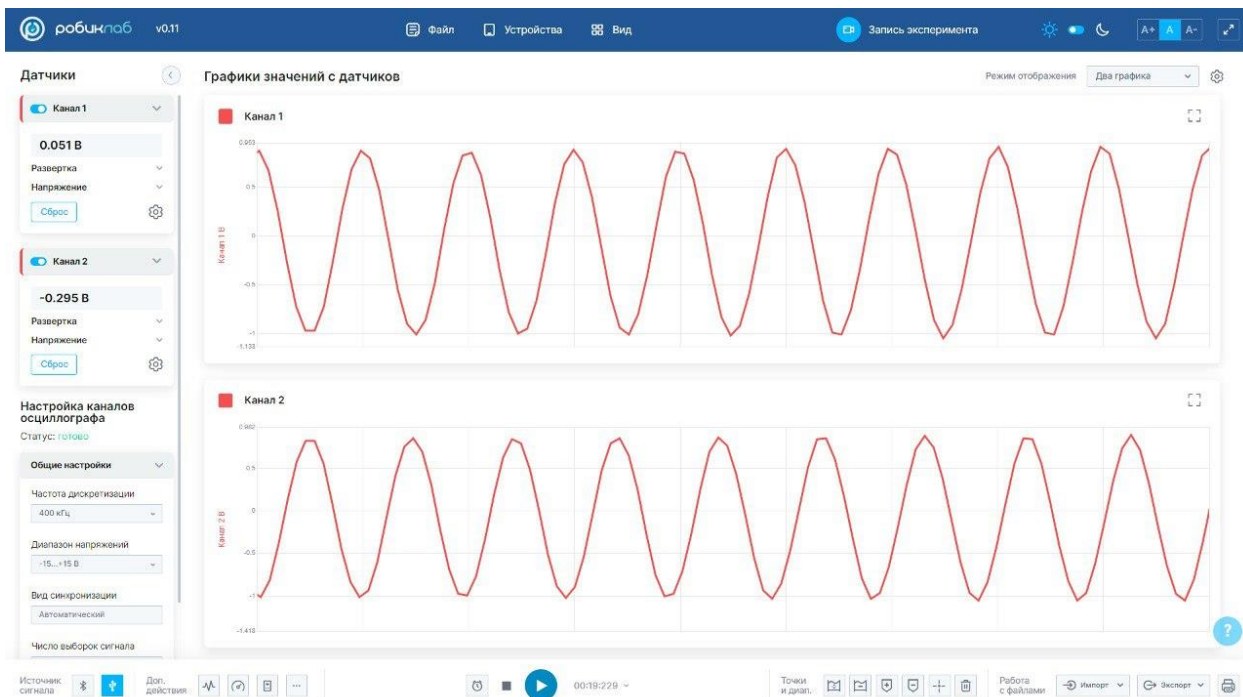 робиклаб v0.11 Файл Устройства Вид Запись эксперимента A+ A A-
Датчики
Графики значений с датчиков
Режим отображения Два графика
Канал 1
0.051 В
Развертка
Напряжение
Сброс
Канал 2
-0.295 В
Развертка
Напряжение
Сброс
Настройка каналов
осциллографа
Статус: готово
Общие настройки
Частота дискретизации
400 кГц
Диапазон напряжений
-15...+15 В
Вид синхронизации
Автоматический
Число выборок сигнала
Канал 1
0.953
0.5
0
-0.5
-1
-1.133
Канал 1 В
Канал 2
0.5
0
-0.5
-1
-1.418
Канал 2 В
?
Источник
сигнала
Доп.
действия
00:19:229
Точки
и диап.
Работа
с файлами
Импорт
Экспорт